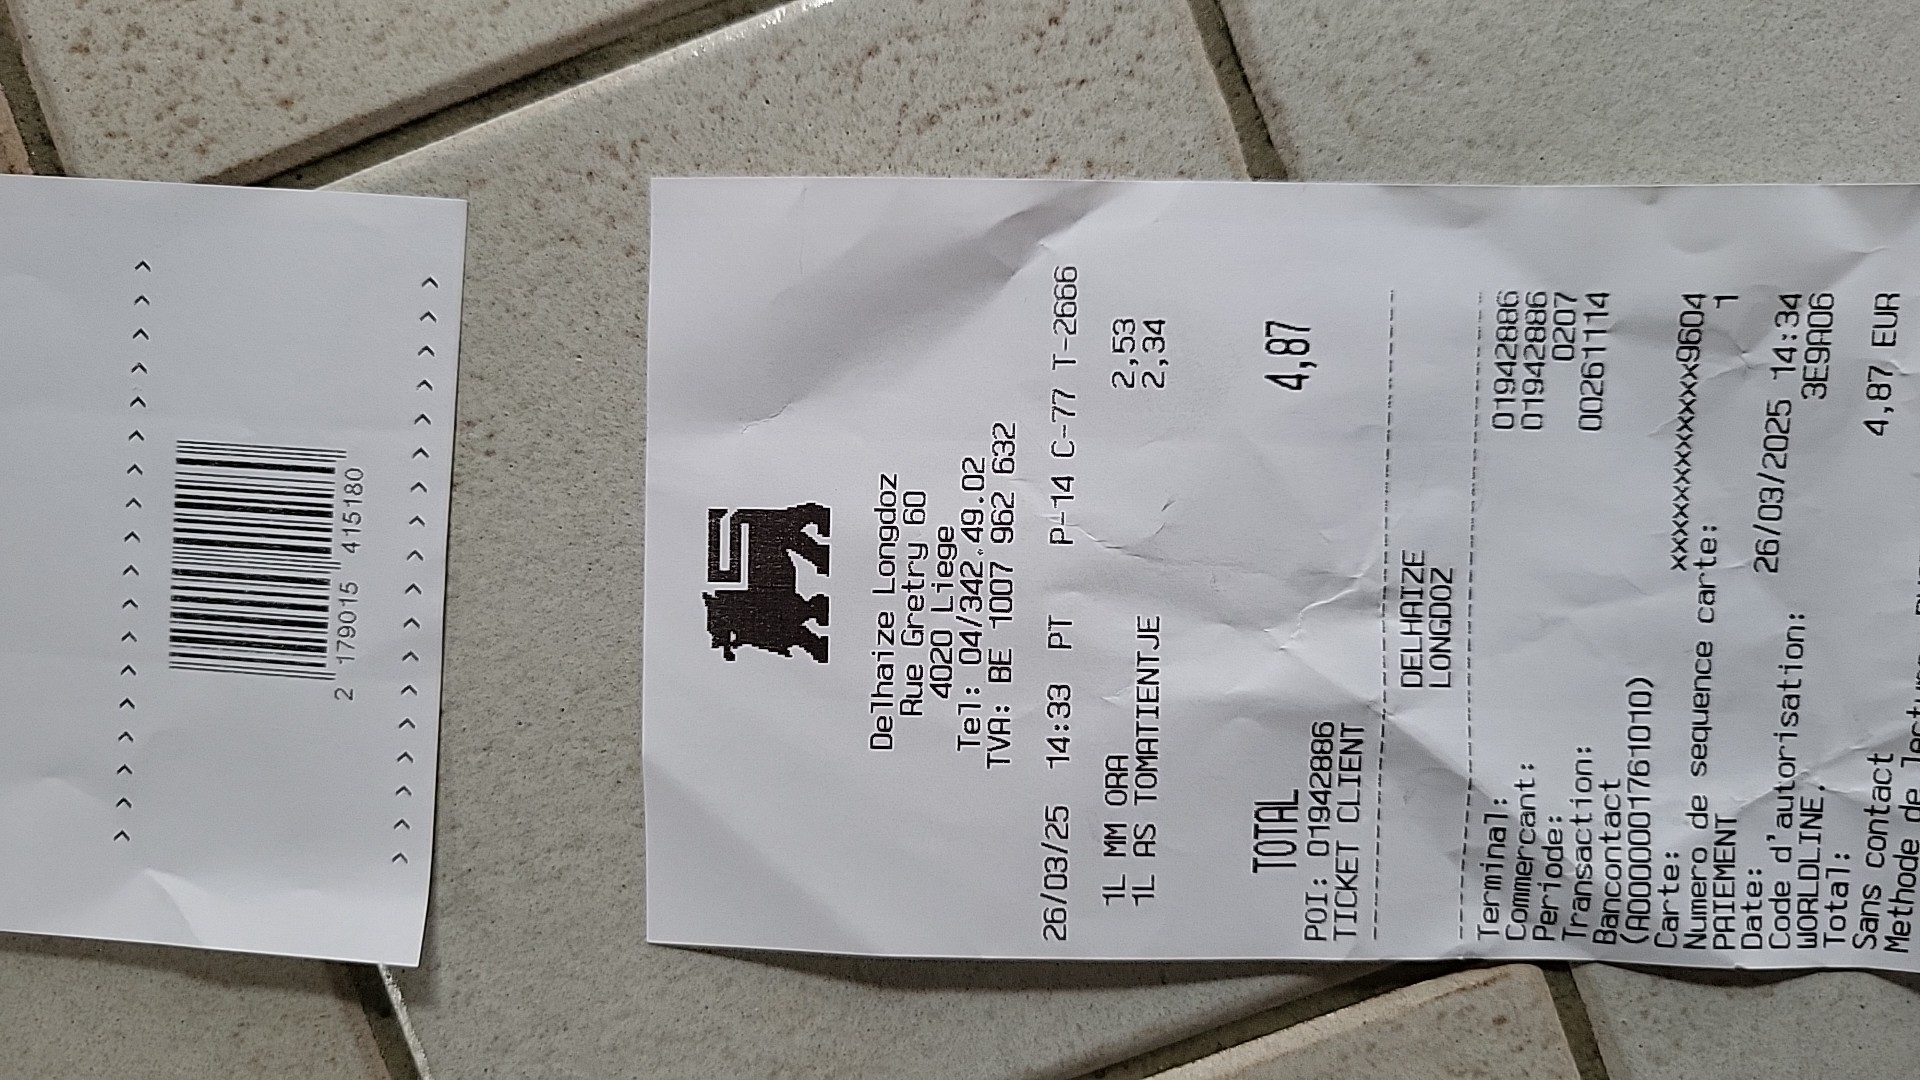 2 179015 415180
Delhaize Longdoz
Rue Gretry 60
4020 Liege
Tel: 04/342.49.02
TVA: BE 1007 962 632
26/03/25 14:33 PT P-14 C-77 T-2666
1L MM ORA 2,53
1L AS TOMATIENTJE 2,34
TOTAL 4,87
POI: 01942886
TICKET CLIENT
DELHAIZE
LONGDOZ
Terminal: 01942886
Commercant: 01942886
Periode: 0207
Transaction: 00261114
Bancontact
(A0000001761010)
Carte: xxxxxxxxxxxxx9604
Numero de sequence carte: 1
PAIEMENT
Date: 26/03/2025 14:34
Code d'autorisation: 3E9A06
WORLDLINE.
Total: 4,87 EUR
Sans contact
Methode de lecture